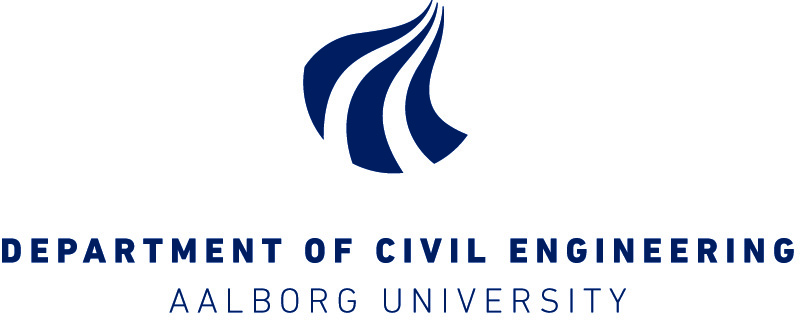 DEPARTMENT OF CIVIL ENGINEERING
AALBORG UNIVERSITY